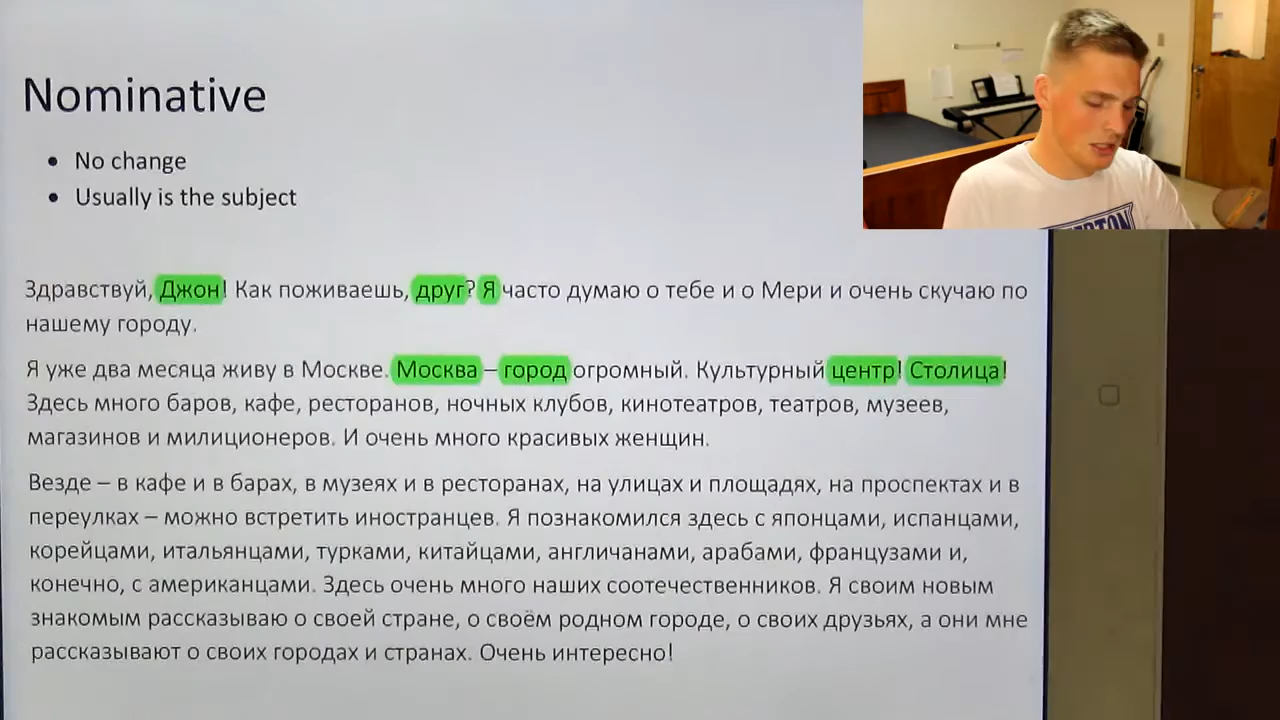 Nominative
• No change
• Usually is the subject
Здравствуй, Джон! Как поживаешь, друг? Я часто думаю о тебе и о Мери и очень скучаю по
нашему городу.
Я уже два месяца живу в Москве. Москва – город огромный. Культурный центр! Столица!
Здесь много баров, кафе, ресторанов, ночных клубов, кинотеатров, театров, музеев,
магазинов и милиционеров. И очень много красивых женщин.
Везде – в кафе и в барах, в музеях и в ресторанах, на улицах и площадях, на проспектах и в
переулках – можно встретить иностранцев. Я познакомился здесь с японцами, испанцами,
корейцами, итальянцами, турками, китайцами, англичанами, арабами, французами и,
конечно, с американцами. Здесь очень много наших соотечественников. Я своим новым
знакомым рассказываю о своей стране, о своём родном городе, о своих друзьях, а они мне
рассказывают о своих городах и странах. Очень интересно!